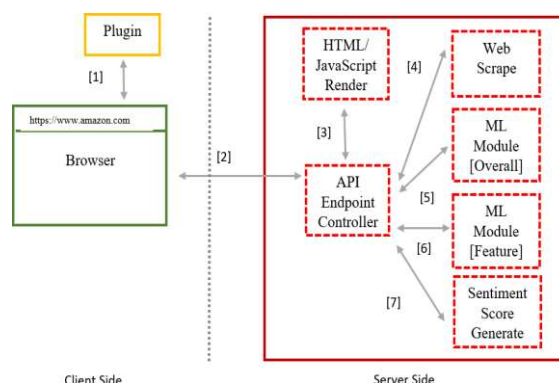 Plugin
[1]
https://www.amazon.com
Browser
[2]
HTML/
JavaScript
Render
[3]
API
Endpoint
Controller
[4]
Web
Scrape
ML
Module
[Overall]
[5]
ML
Module
[Feature]
[6]
[7]
Sentiment
Score
Generate
Client Side
Server Side